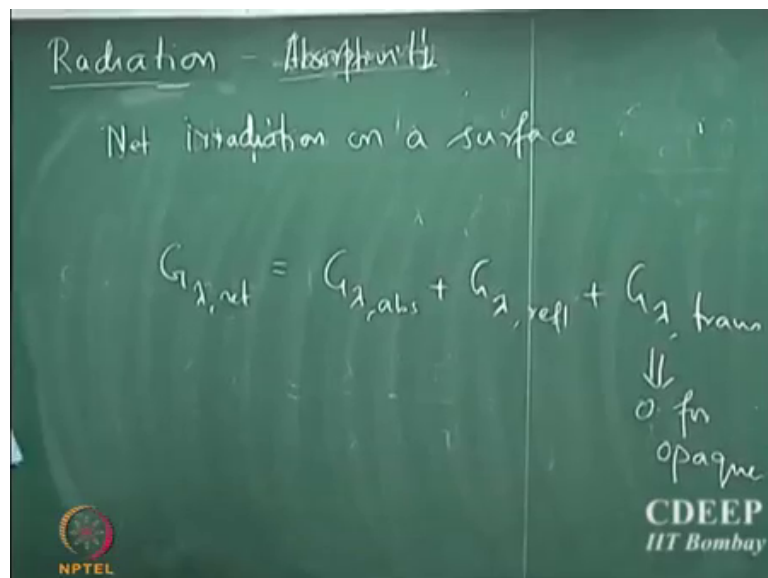 Radiation - Absorptivity
Net irradiation on a surface
G λ, net = G λ, abs + G λ, refl + G λ, trans
⇓
0 for
opaque
CDEEP
IIT Bombay
NPTEL